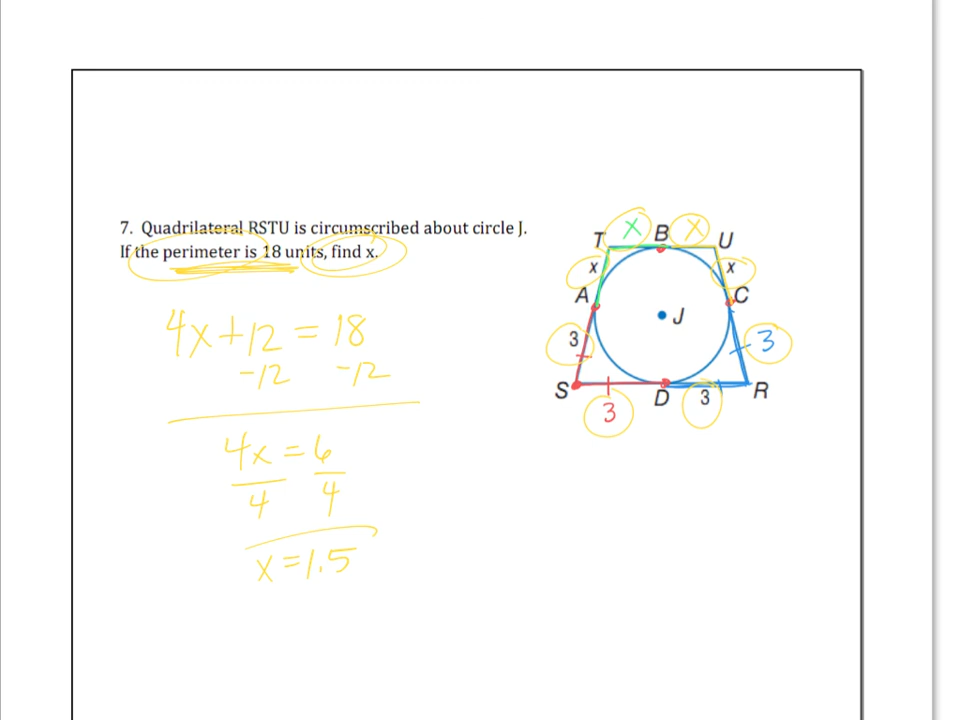 7. Quadrilateral RSTU is circumscribed about circle J.
If the perimeter is 18 units, find x.
X B X
T U
x x
A C
J
3 3
S D 3 R
3
4x+12 = 18
-12 -12
4x = 6
4 4
x = 1.5